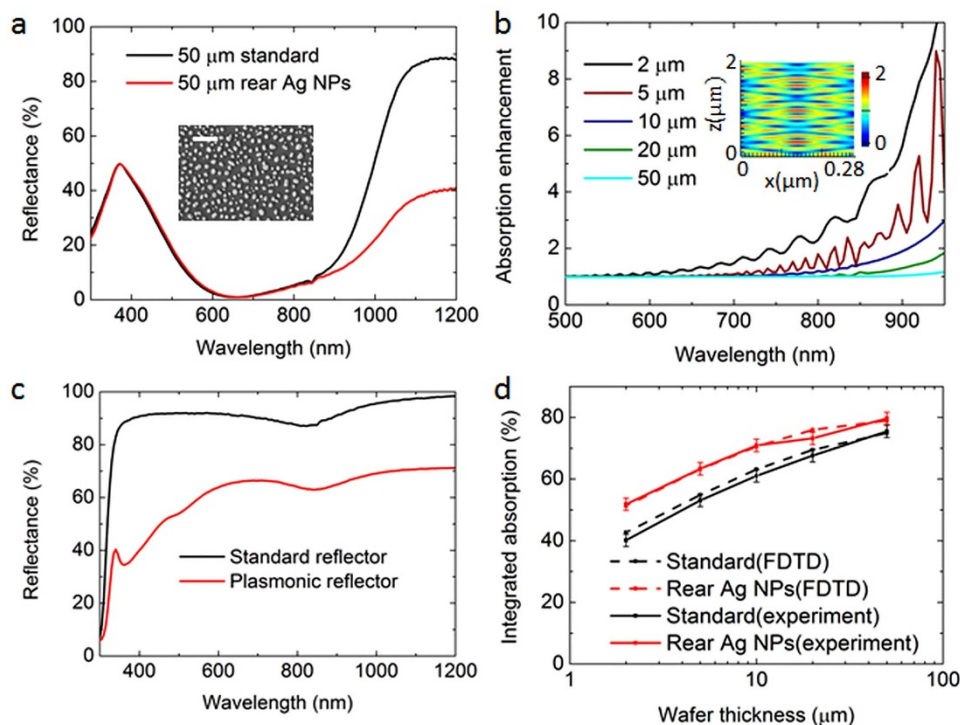 a
50 μm standard
50 μm rear Ag NPs
Reflectance (%)
100
80
60
40
20
0
400 600 800 1000 1200
Wavelength (nm)
b
2 μm
5 μm
10 μm
20 μm
50 μm
Absorption enhancement
10
8
6
4
2
0
500 600 700 800 900
Wavelength (nm)
z(μm)
2
0
0 0.28
x(μm)
2
0
c
Standard reflector
Plasmonic reflector
Reflectance (%)
100
80
60
40
20
0
400 600 800 1000 1200
Wavelength (nm)
d
Standard(FDTD)
Rear Ag NPs(FDTD)
Standard(experiment)
Rear Ag NPs(experiment)
Integrated absorption (%)
100
80
60
40
20
0
1 10 100
Wafer thickness (μm)